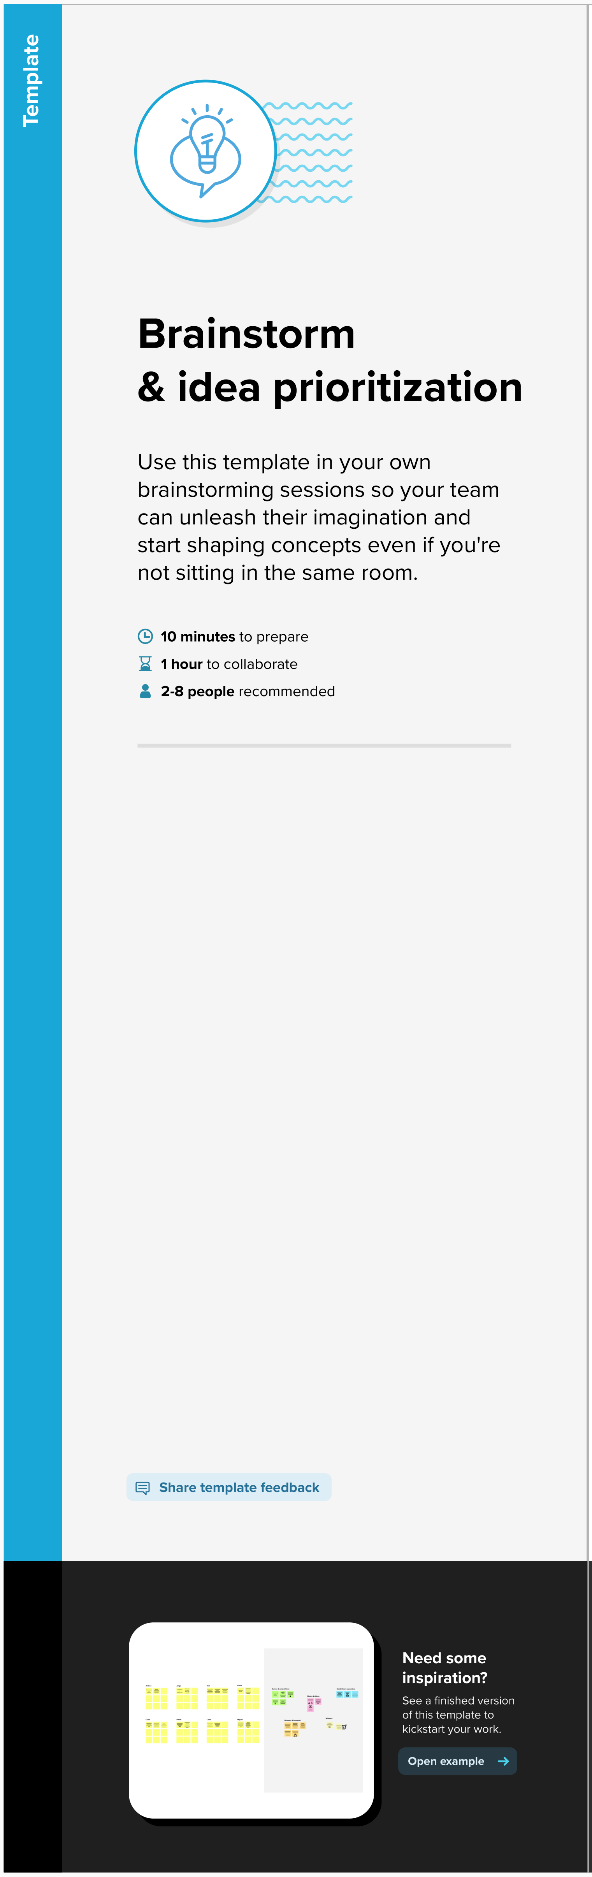 Template
Brainstorm
& idea prioritization
Use this template in your own
brainstorming sessions so your team
can unleash their imagination and
start shaping concepts even if you're
not sitting in the same room.
10 minutes to prepare
1 hour to collaborate
2-8 people recommended
Share template feedback
Need some
inspiration?
See a finished version
of this template to
kickstart your work.
Open example